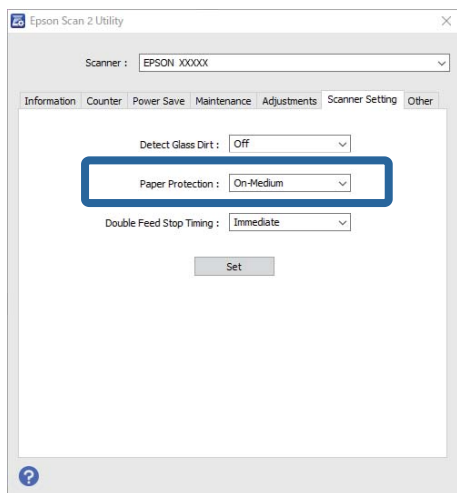 Epson Scan 2 Utility
Scanner : EPSON XXXXX
Information Counter Power Save Maintenance Adjustments Scanner Setting Other
Detect Glass Dirt : Off
Paper Protection : On-Medium
Double Feed Stop Timing : Immediate
Set
?